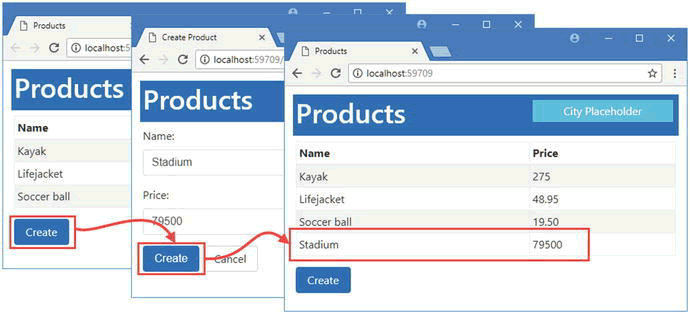 Products
localhost:59
Products
Name
Kayak
Lifejacket
Soccer ball
Create
Create Product
localhost:59709/
Products
Name:
Stadium
Price:
79500
Create
Cancel
Products
localhost:59709
Products
City Placeholder
Name Price
Kayak 275
Lifejacket 48.95
Soccer ball 19.50
Stadium 79500
Create